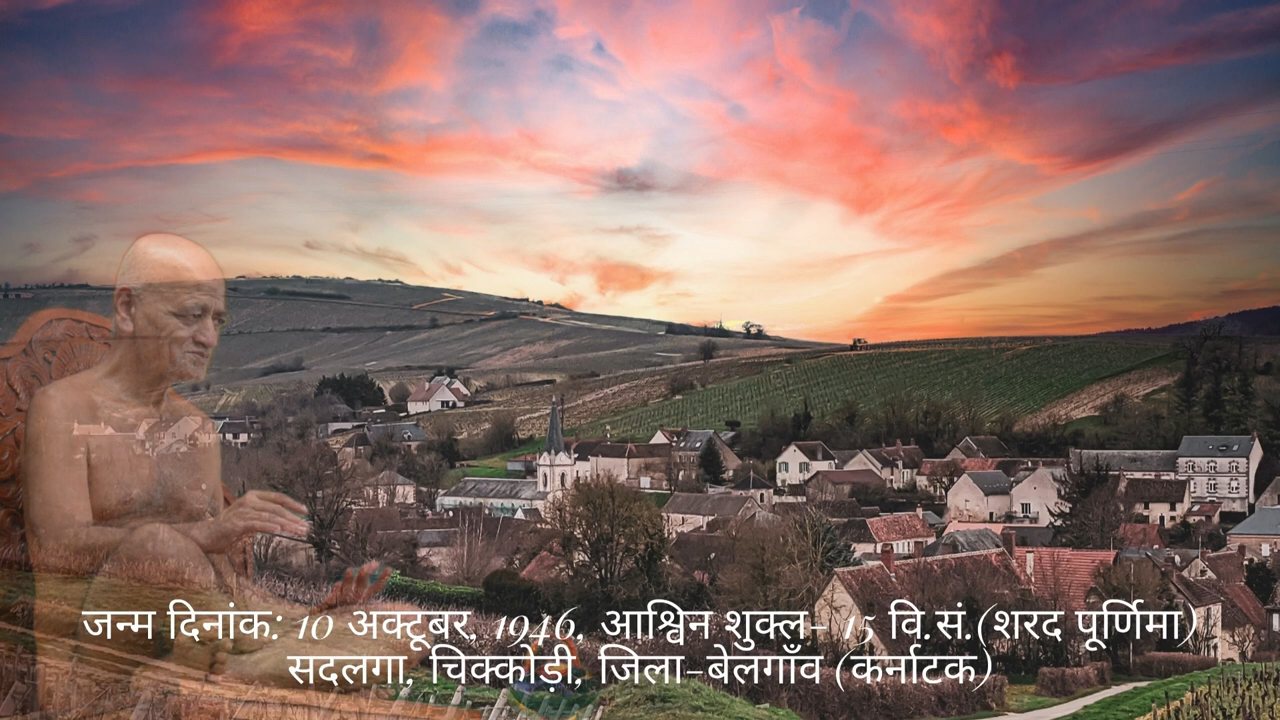 जन्म दिनांक: 10 अक्टूबर, 1946, आश्विन शुक्ल- 15 वि.सं.(शरद पूर्णिमा)
सदलगा, चिक्कोड़ी, जिला-बेलगाँव (कर्नाटक)